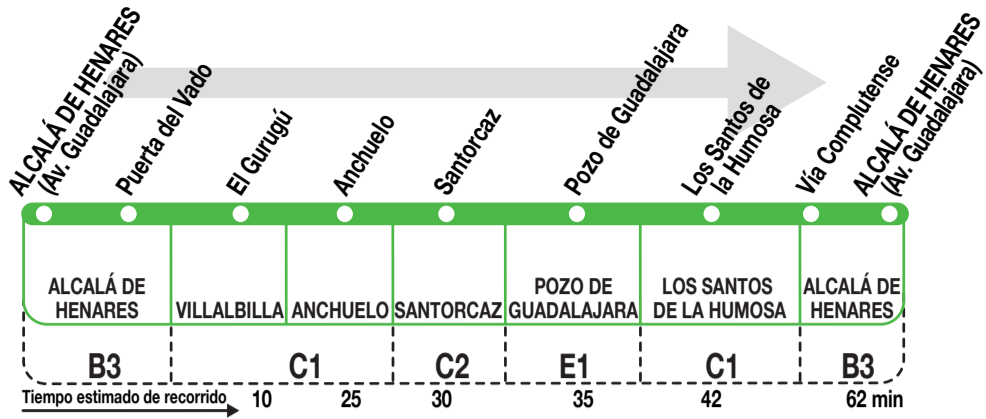 ALCALÁ DE HENARES
(Av. Guadalajara)
Puerta del Vado
El Gurugú
Anchuelo
Santorcaz
Pozo de Guadalajara
Los Santos de
la Humosa
Vía Complutense
ALCALÁ DE HENARES
(Av. Guadalajara)
ALCALÁ DE
HENARES
VILLALBILLA
ANCHUELO
SANTORCAZ
POZO DE
GUADALAJARA
LOS SANTOS
DE LA HUMOSA
ALCALÁ DE
HENARES
B3
C1
C2
E1
C1
B3
Tiempo estimado de recorrido 10 25 30 35 42 62 min